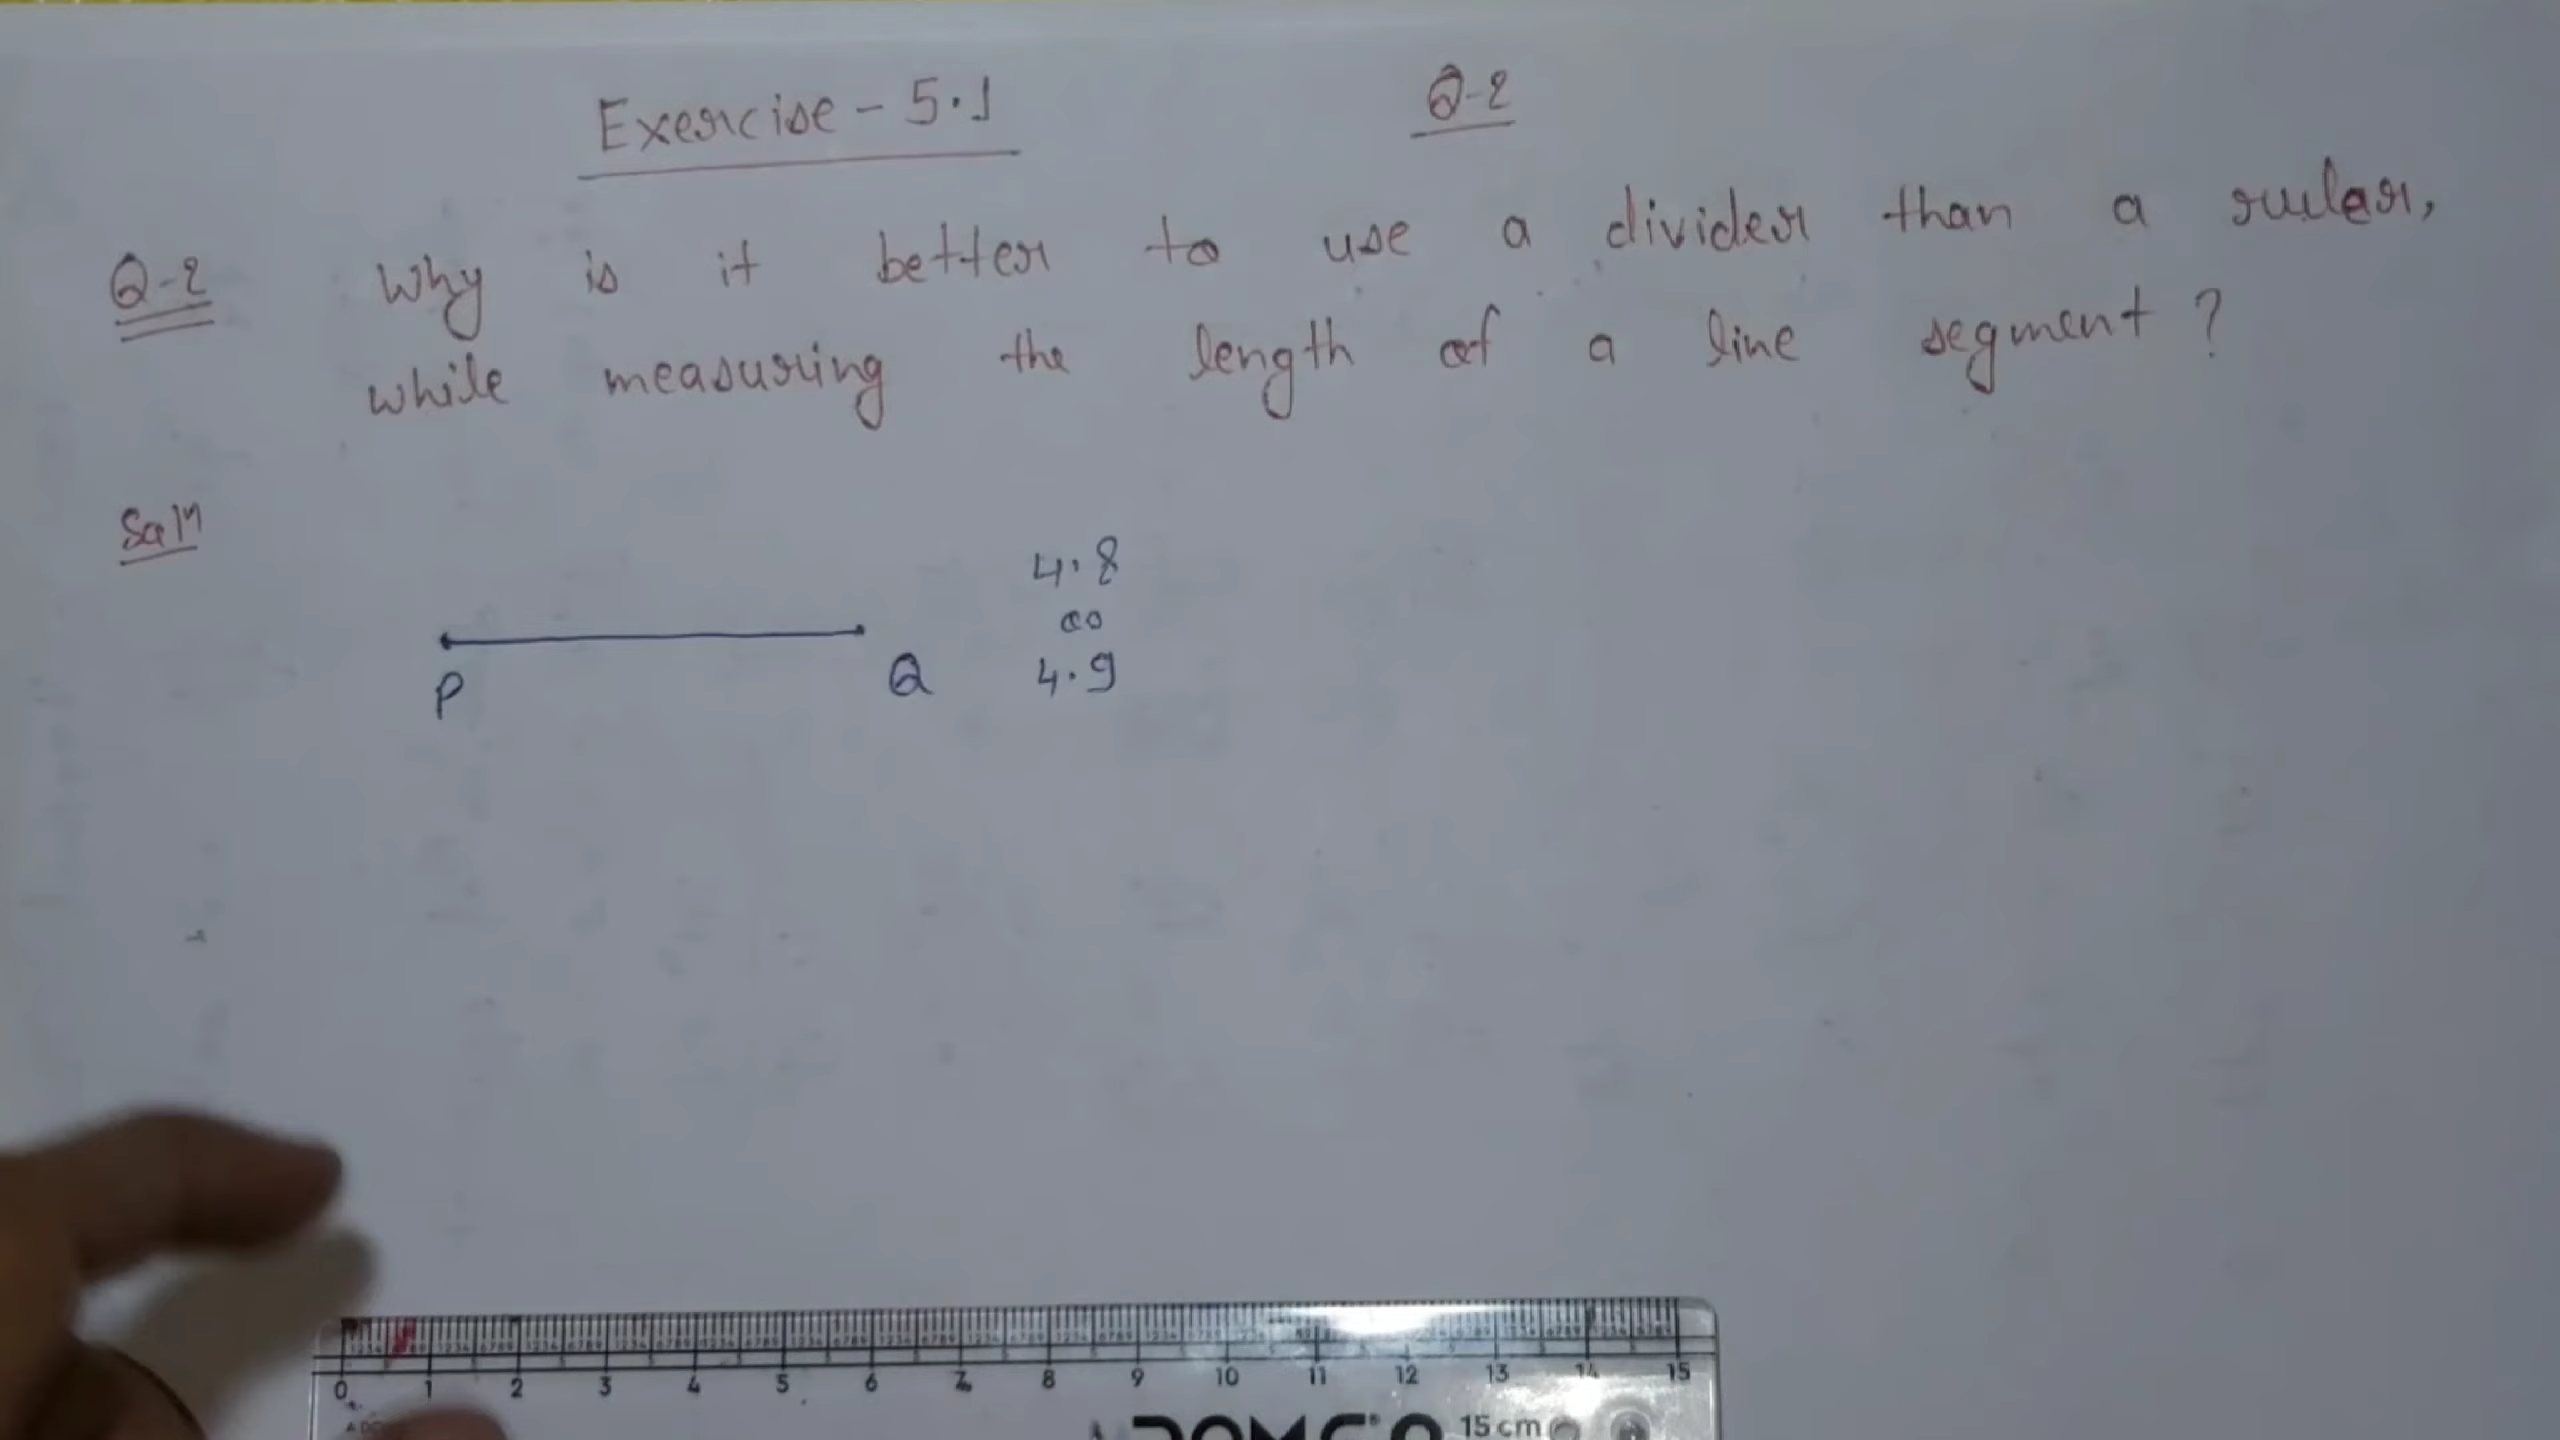 Exercise - 5.1
Q-2
Q-2 Why is it better to use a divider than a ruler,
while measuring the length of a line segment ?
Soln
4.8
P Q
4.9
0 1 2 3 4 5 6 7 8 9 10 11 12 13 14 15
15 cm